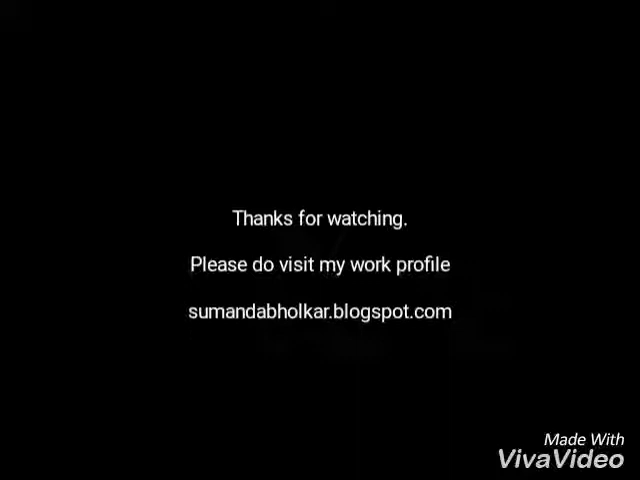 Thanks for watching.
Please do visit my work profile
sumandabholkar.blogspot.com
Made With
VivaVideo